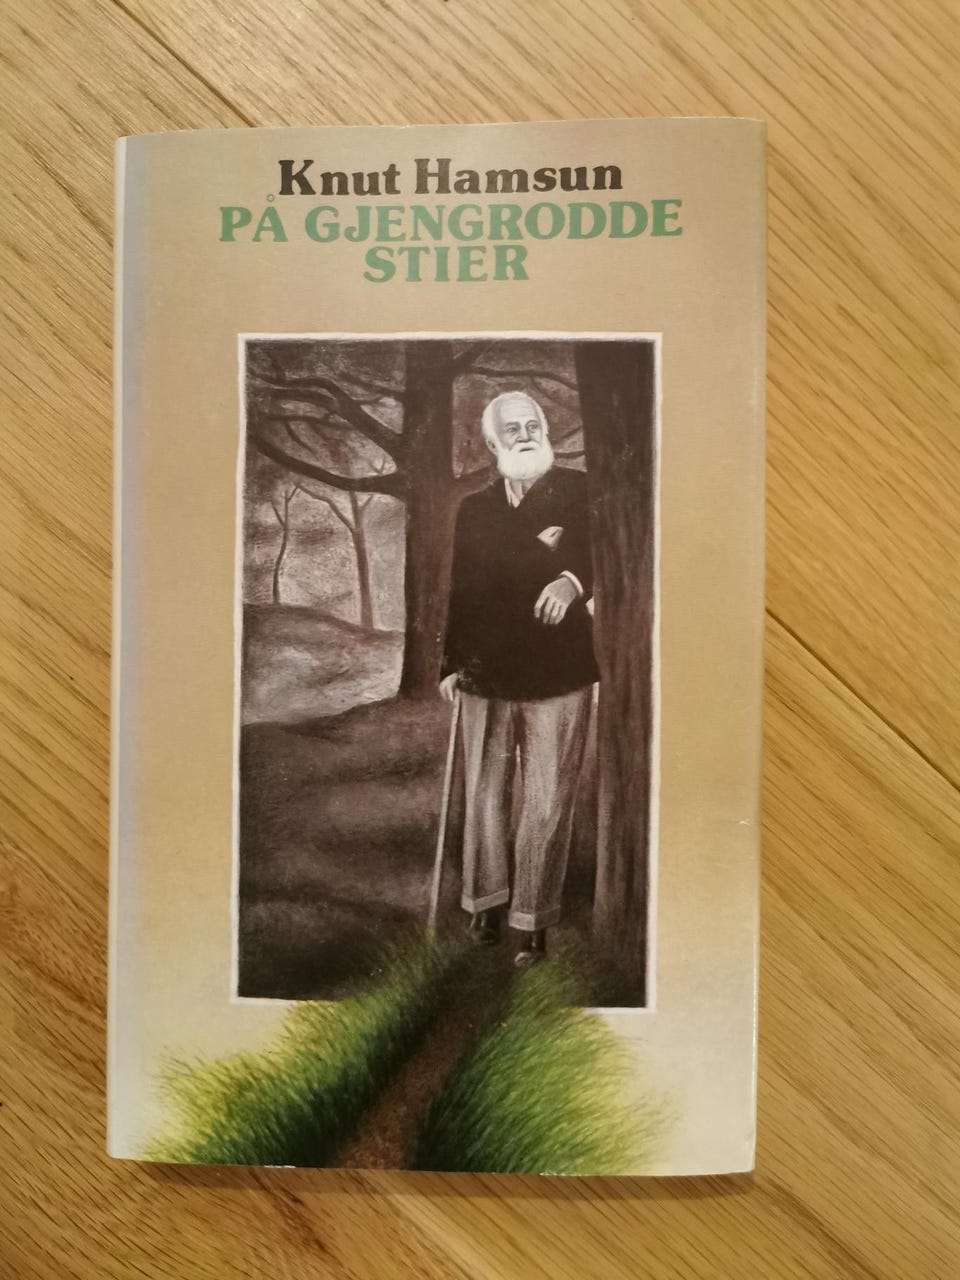 Knut Hamsun
PÅ GJENGRODDE
STIER